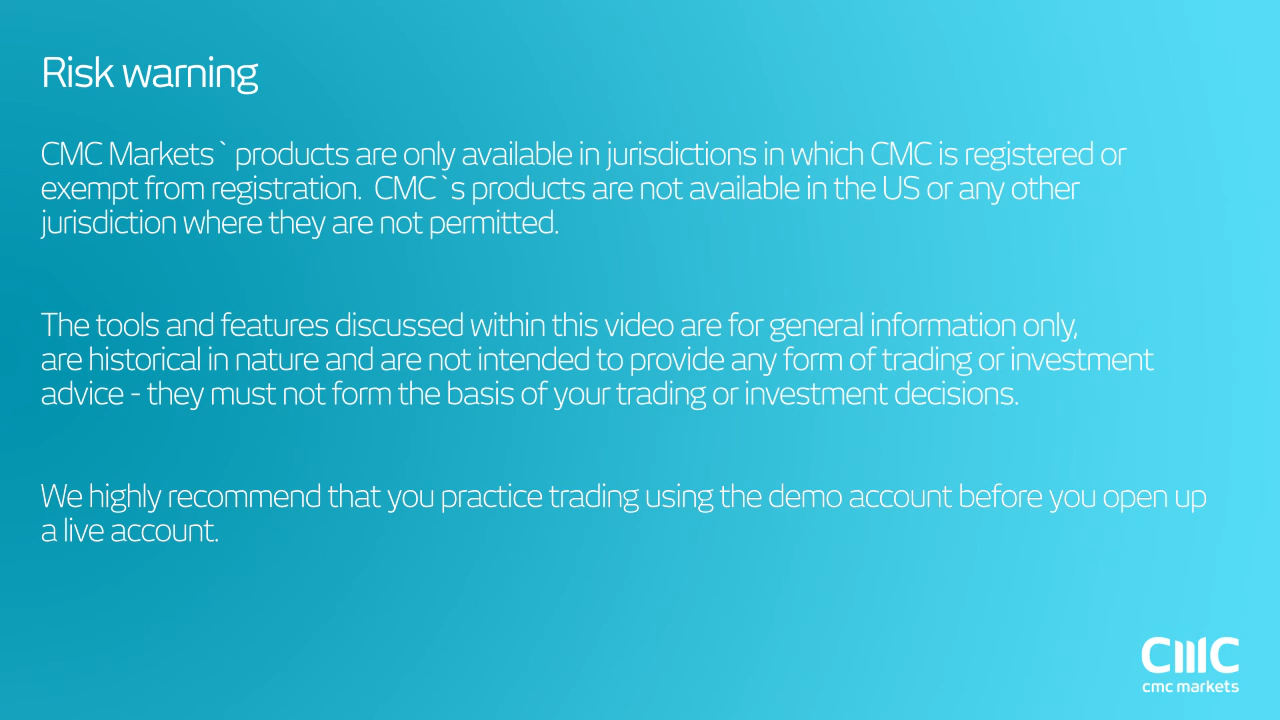 Risk warning
CMC Markets` products are only available in jurisdictions in which CMC is registered or
exempt from registration.  CMC`s products are not available in the US or any other
jurisdiction where they are not permitted.
The tools and features discussed within this video are for general information only,
are historical in nature and are not intended to provide any form of trading or investment
advice - they must not form the basis of your trading or investment decisions.
We highly recommend that you practice trading using the demo account before you open up
a live account.
CMC
cmc markets